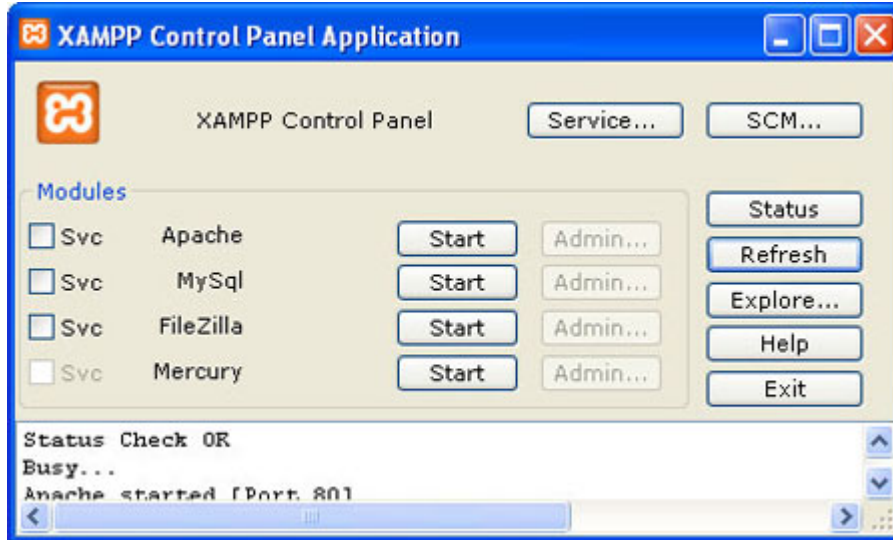 XAMPP Control Panel Application
XAMPP Control Panel Service... SCM...
Modules
Svc Apache Start Admin...
Svc MySql Start Admin...
Svc FileZilla Start Admin...
Svc Mercury Start Admin...
Status
Refresh
Explore...
Help
Exit
Status Check OR
Busy...
Apache started [Port 80]